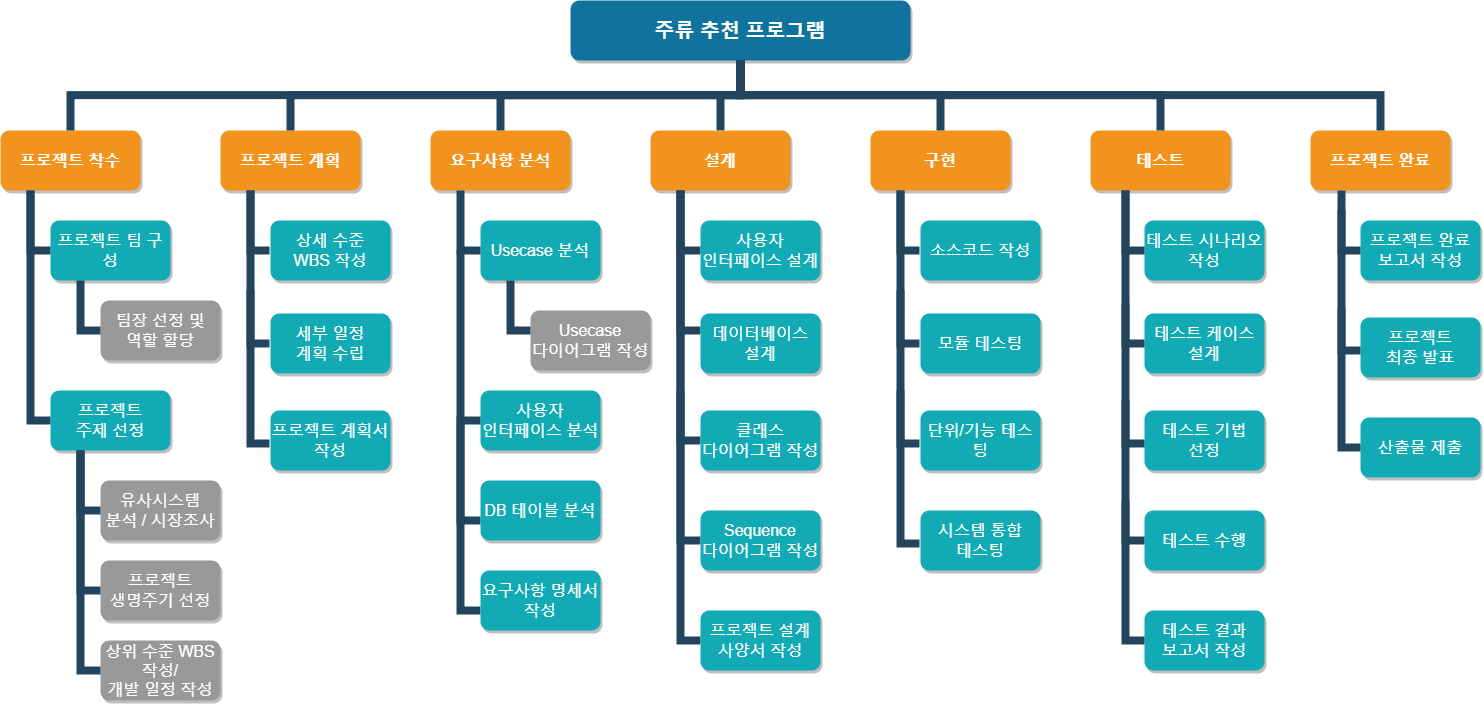 주류 추천 프로그램
프로젝트 착수
프로젝트 팀 구
성
팀장 선정 및
역할 할당
프로젝트
주제 선정
유사시스템
분석 / 시장조사
프로젝트
생명주기 선정
상위 수준 WBS
작성/
개발 일정 작성
프로젝트 계획
상세 수준
WBS 작성
세부 일정
계획 수립
프로젝트 계획서
작성
요구사항 분석
Usecase 분석
Usecase
다이어그램 작성
사용자
인터페이스 분석
DB 테이블 분석
요구사항 명세서
작성
설계
사용자
인터페이스 설계
데이터베이스
설계
클래스
다이어그램 작성
Sequence
다이어그램 작성
프로젝트 설계
사양서 작성
구현
소스코드 작성
모듈 테스팅
단위/기능 테스
팅
시스템 통합
테스팅
테스트
테스트 시나리오
작성
테스트 케이스
설계
테스트 기법
선정
테스트 수행
테스트 결과
보고서 작성
프로젝트 완료
프로젝트 완료
보고서 작성
프로젝트
최종 발표
산출물 제출